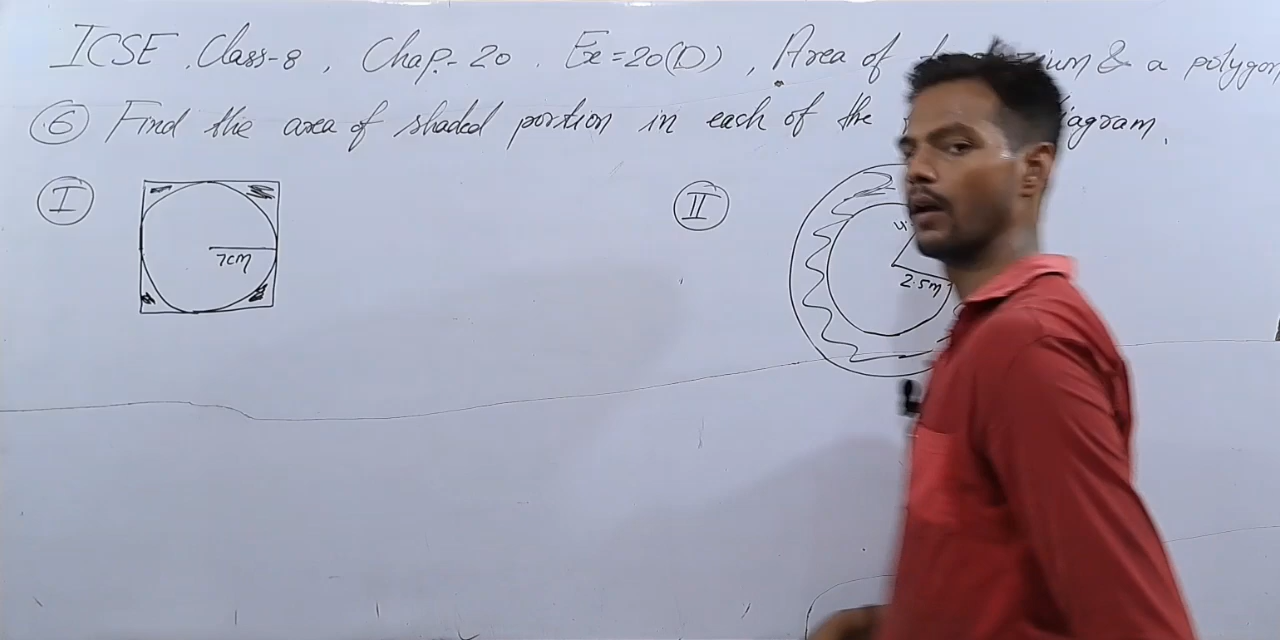 ICSE, Class-8, Chap.-20. Ex=20(D), Area of & a polygon
(6) Find the area of shaded portion in each of the
I
7cm
II
2.5m